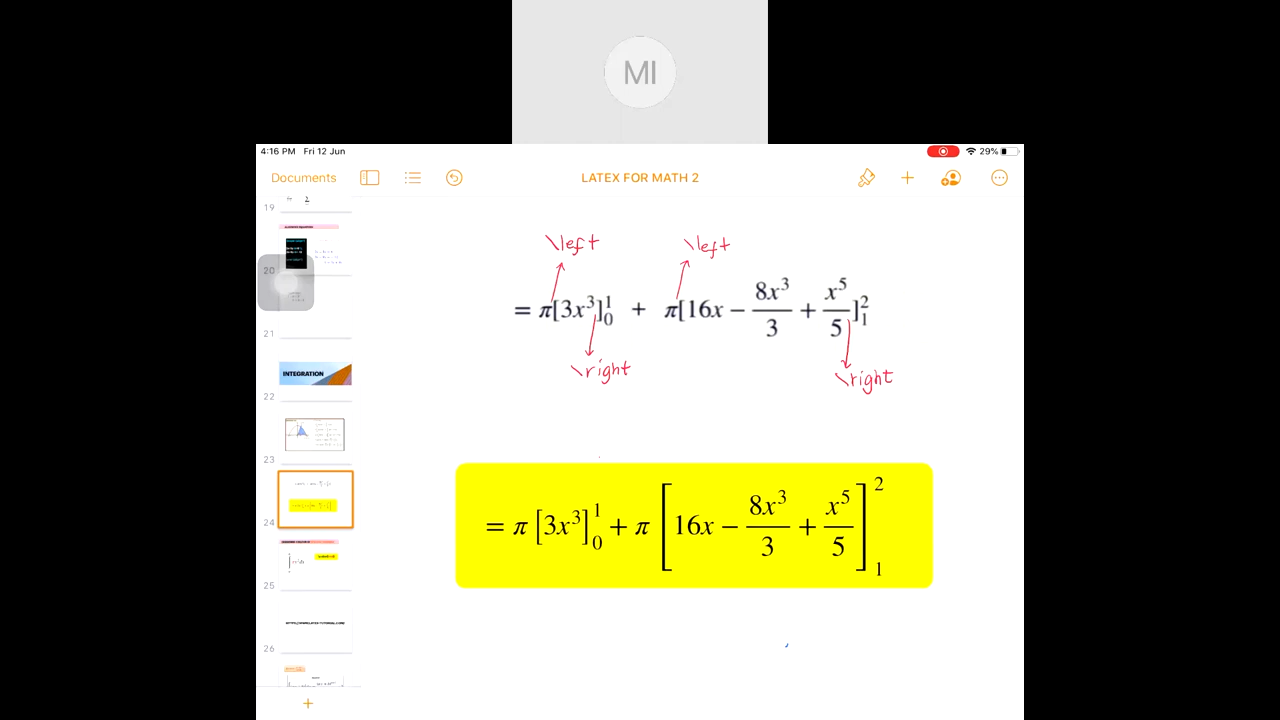 MI
4:16 PM Fri 12 Jun 29%
Documents LATEX FOR MATH 2
19
20
21
INTEGRATION
22
23
24
25
26
\left \left
= π[3x³]₀¹ + π[16x − 8x³/3 + x⁵/5]₁²
\right \right
= π [3x³]₀¹ + π [16x − 8x³/3 + x⁵/5]₁²